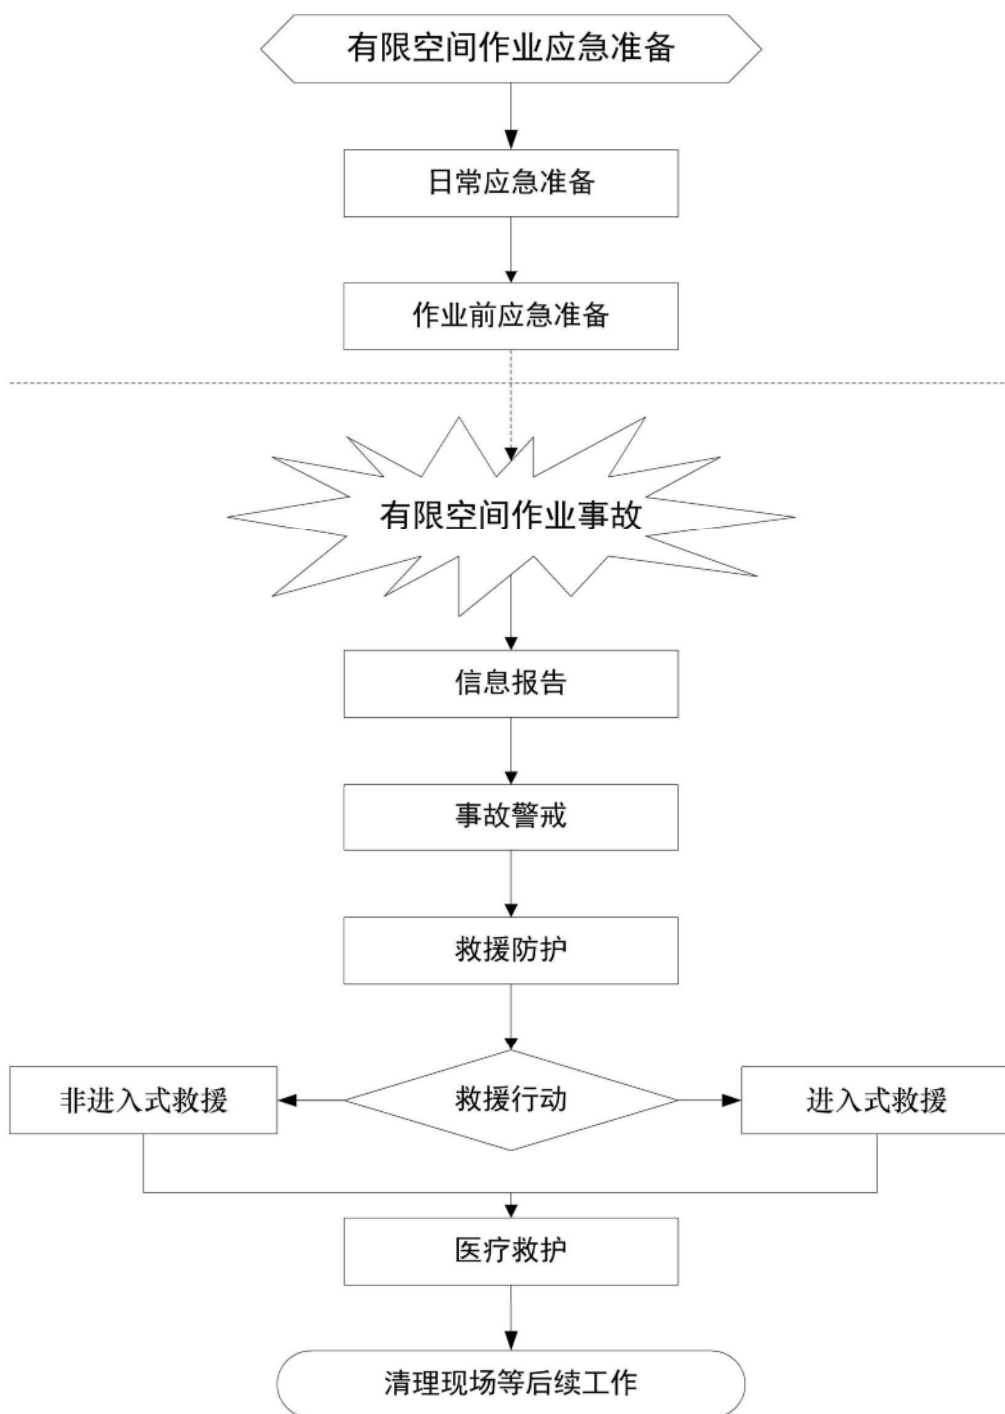 有限空间作业应急准备
日常应急准备
作业前应急准备
有限空间作业事故
信息报告
事故警戒
救援防护
非进入式救援
救援行动
进入式救援
医疗救护
清理现场等后续工作